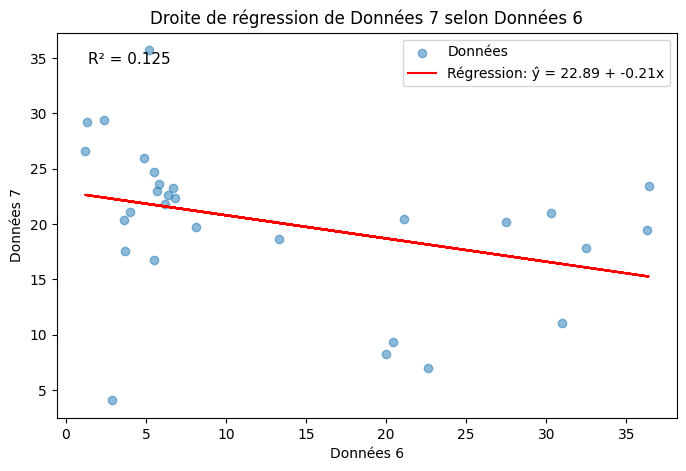 Droite de régression de Données 7 selon Données 6
R² = 0.125
Données
Régression: ŷ = 22.89 + -0.21x
35
30
25
20
15
10
5
Données 7
0 5 10 15 20 25 30 35
Données 6